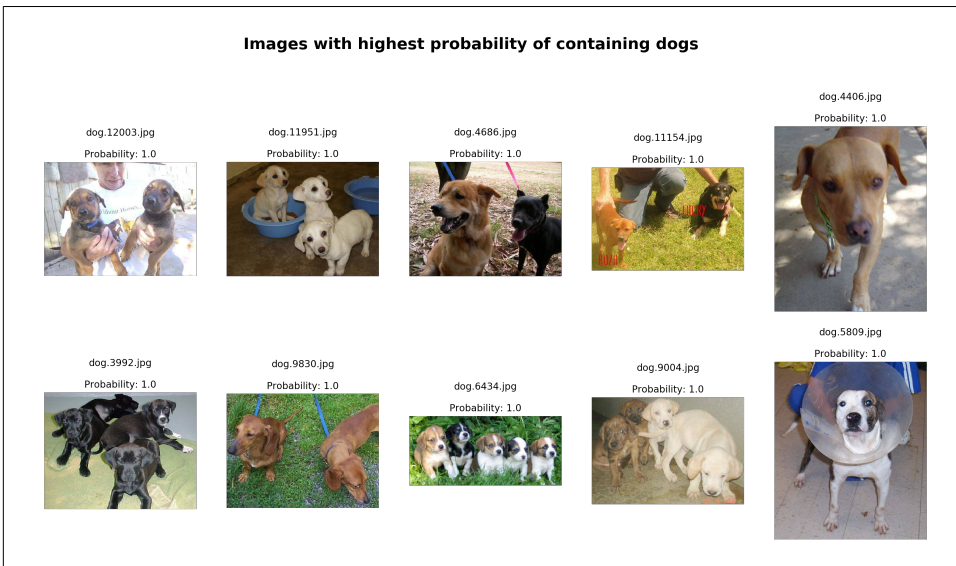 Images with highest probability of containing dogs
dog.12003.jpg
Probability: 1.0
dog.11951.jpg
Probability: 1.0
dog.4686.jpg
Probability: 1.0
dog.11154.jpg
Probability: 1.0
dog.4406.jpg
Probability: 1.0
dog.3992.jpg
Probability: 1.0
dog.9830.jpg
Probability: 1.0
dog.6434.jpg
Probability: 1.0
dog.9004.jpg
Probability: 1.0
dog.5809.jpg
Probability: 1.0